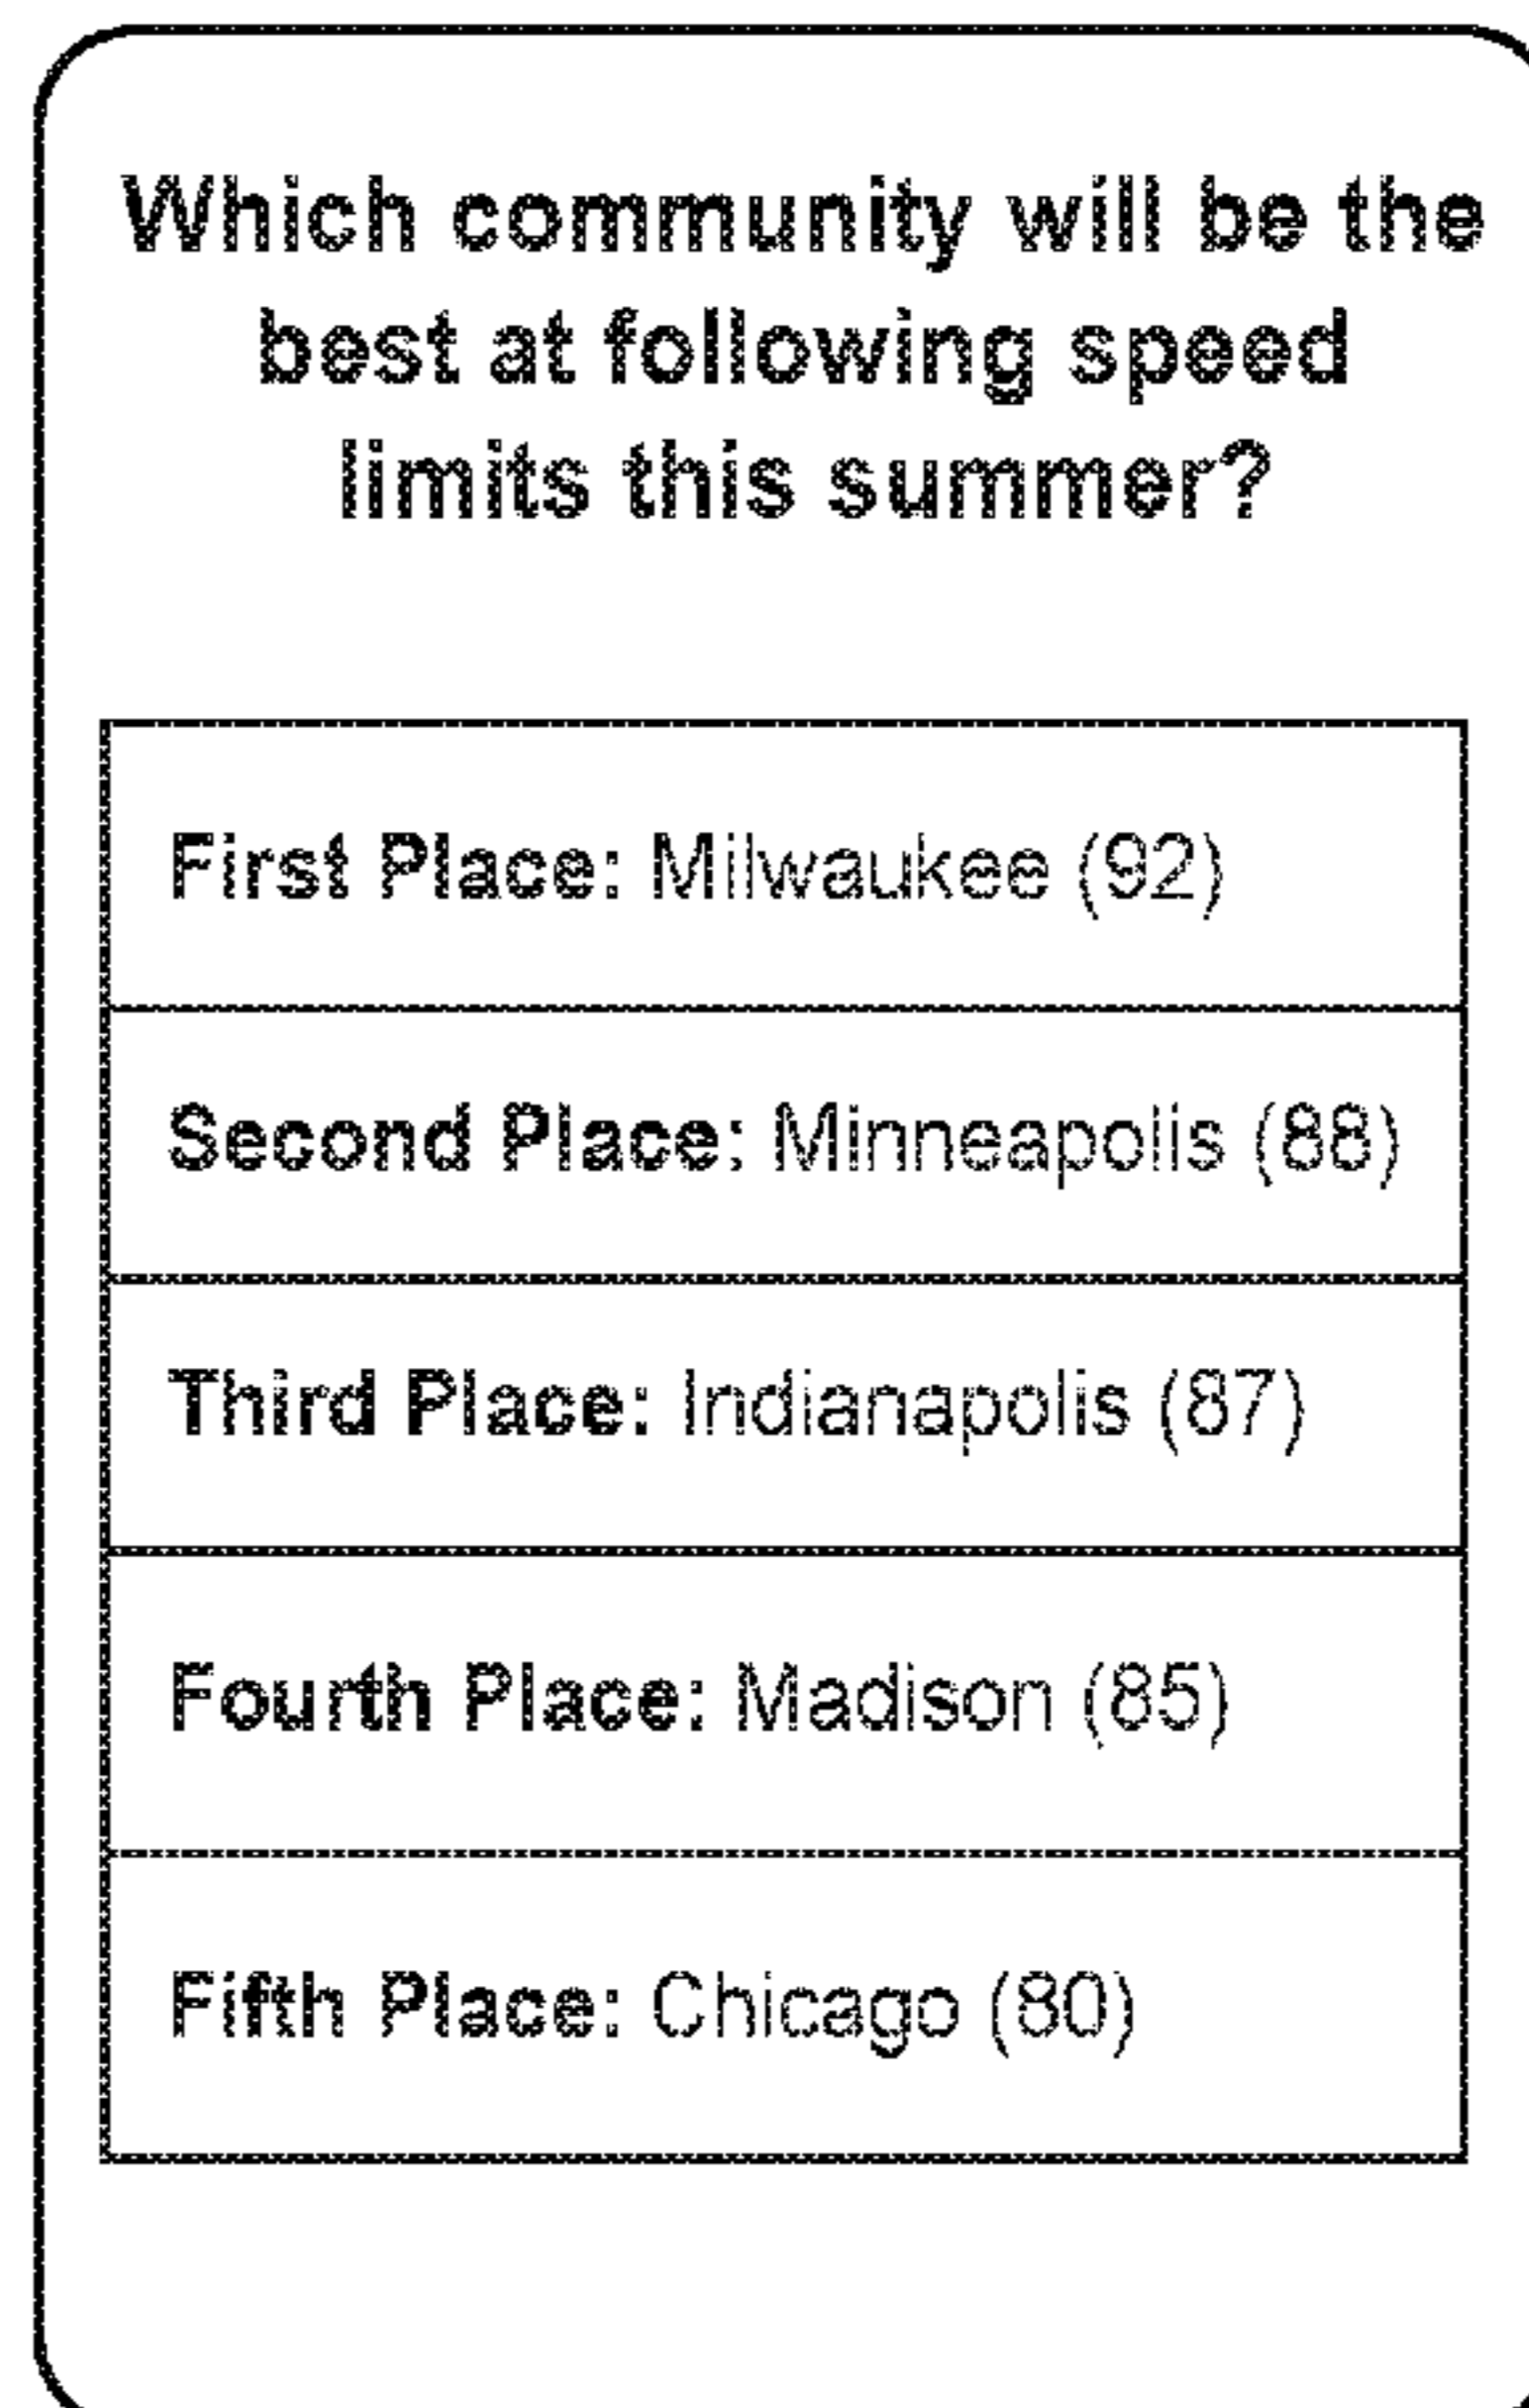 Which community will be the
best at following speed
limits this summer?
First Place: Milwaukee (92)
Second Place: Minneapolis (88)
Third Place: Indianapolis (87)
Fourth Place: Madison (85)
Fifth Place: Chicago (80)